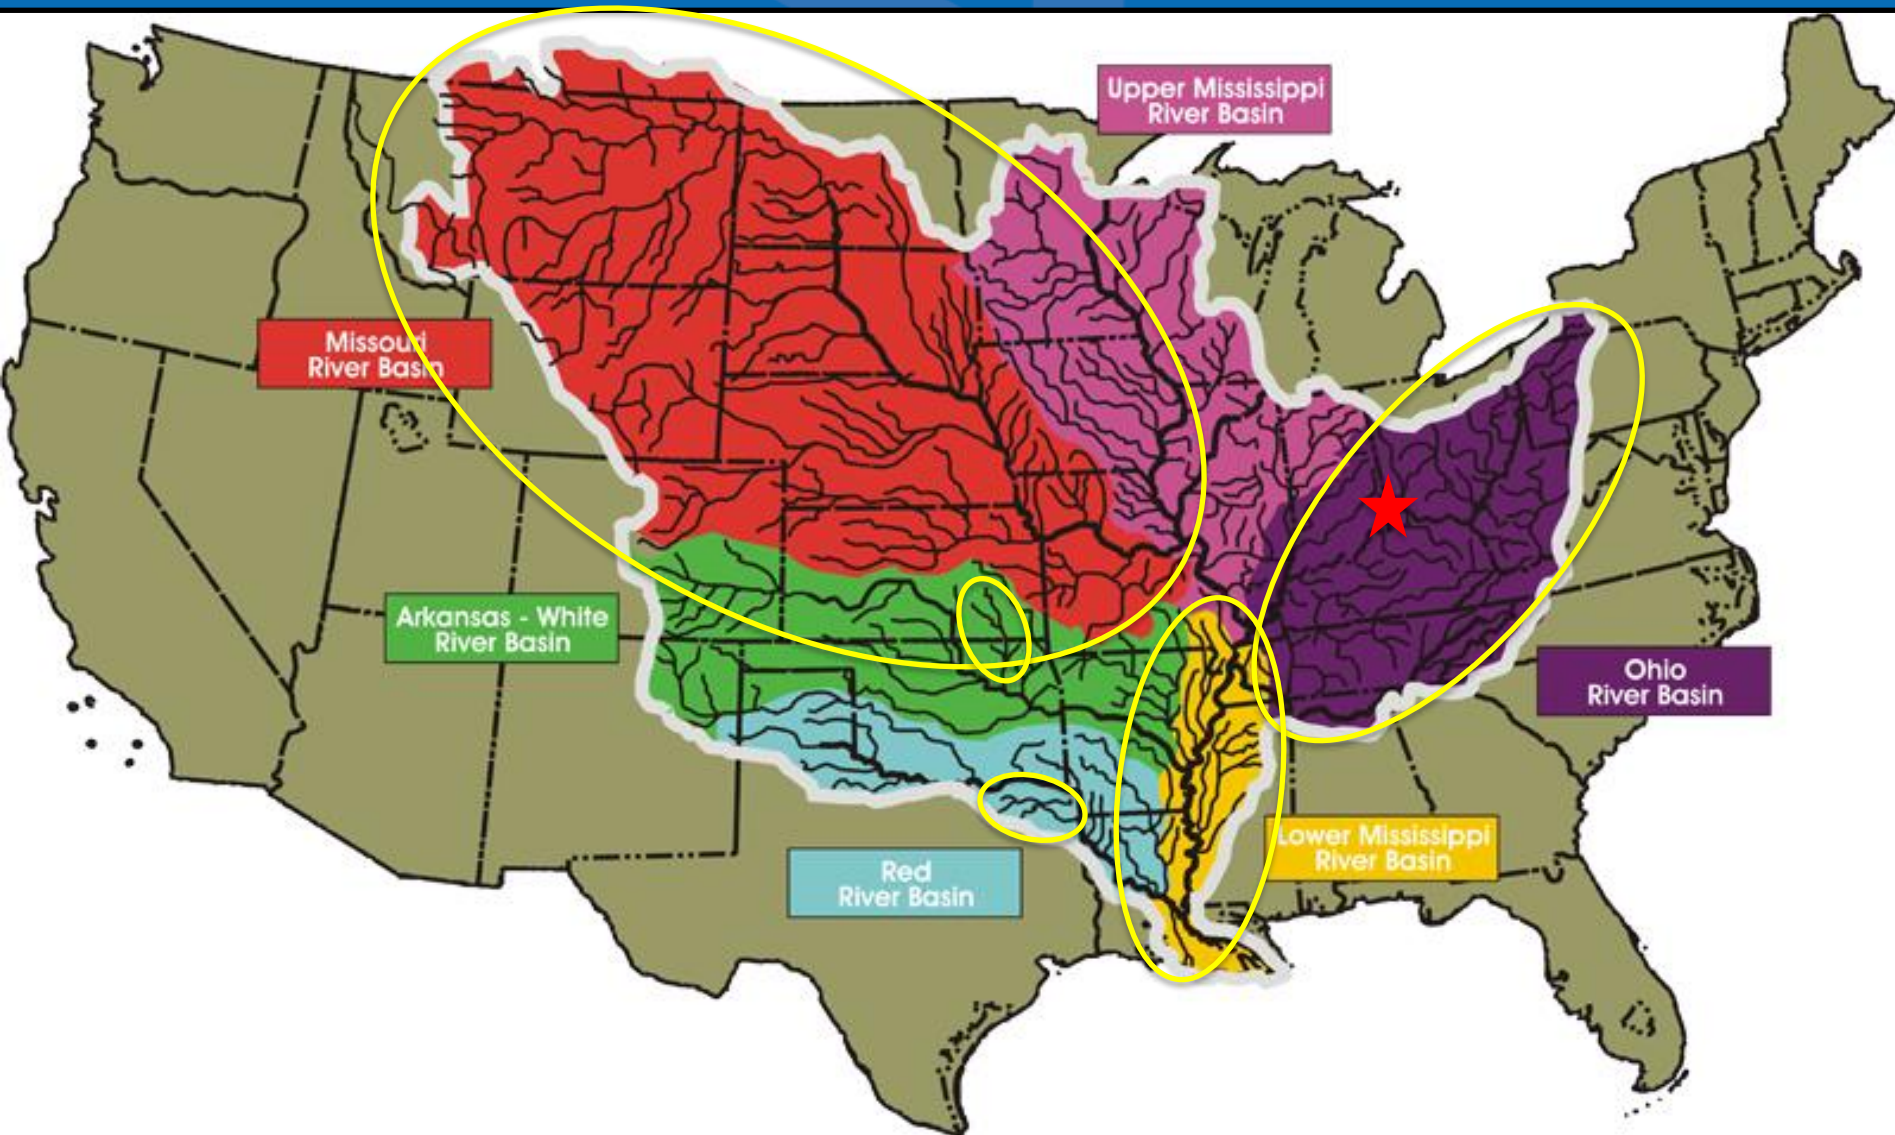 Upper Mississippi
River Basin
Missouri
River Basin
Arkansas - White
River Basin
Ohio
River Basin
Lower Mississippi
River Basin
Red
River Basin